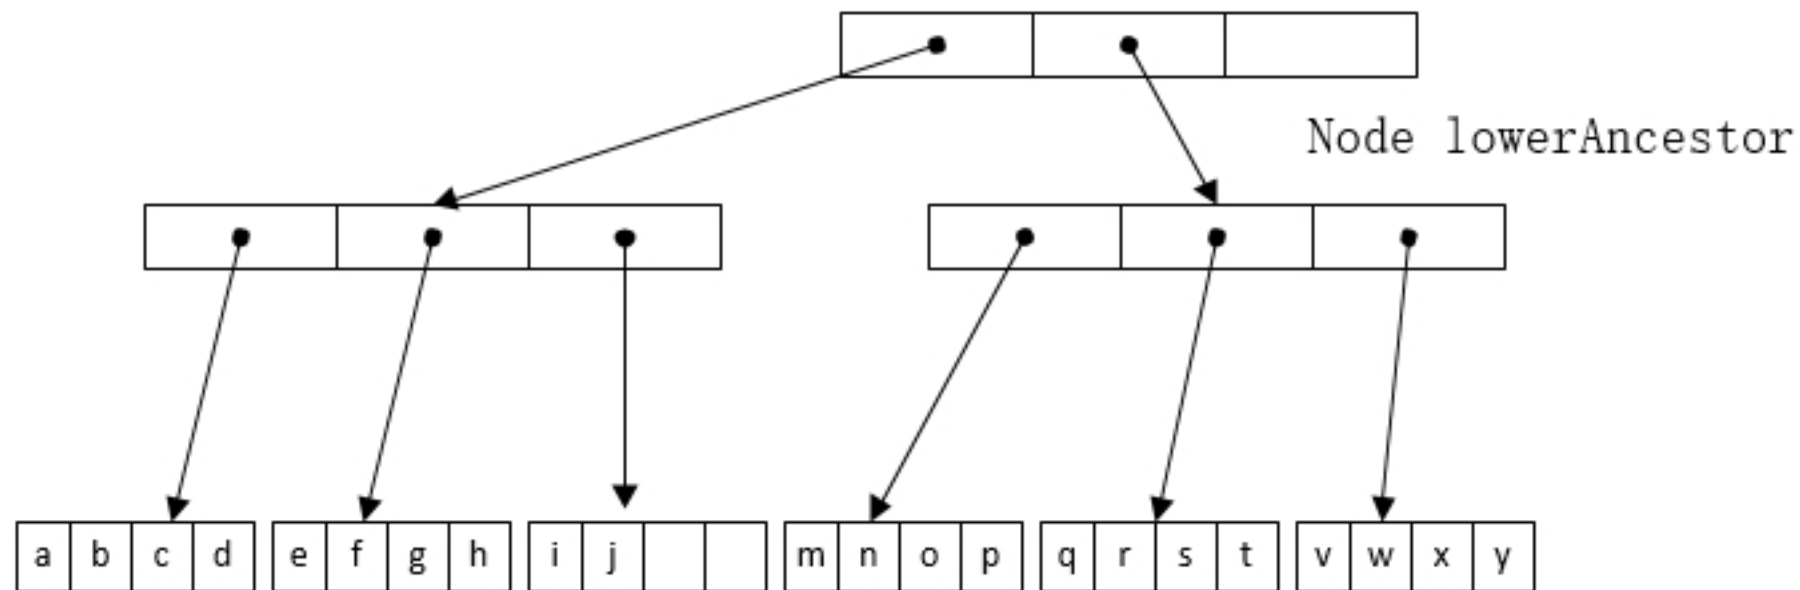 Node lowerAncestor
a b c d e f g h i j m n o p q r s t v w x y